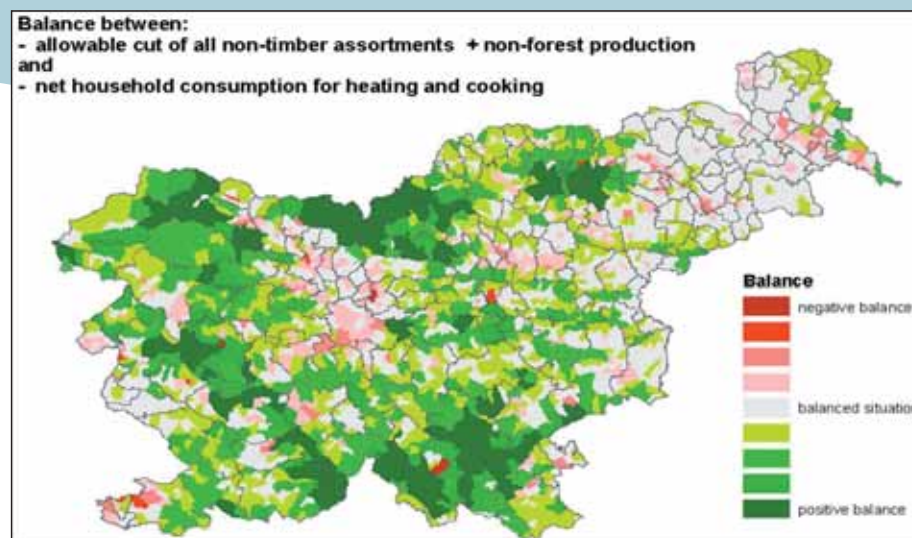 Balance between:
- allowable cut of all non-timber assortments + non-forest production
and
- net household consumption for heating and cooking
Balance
negative balance
balanced situation
positive balance